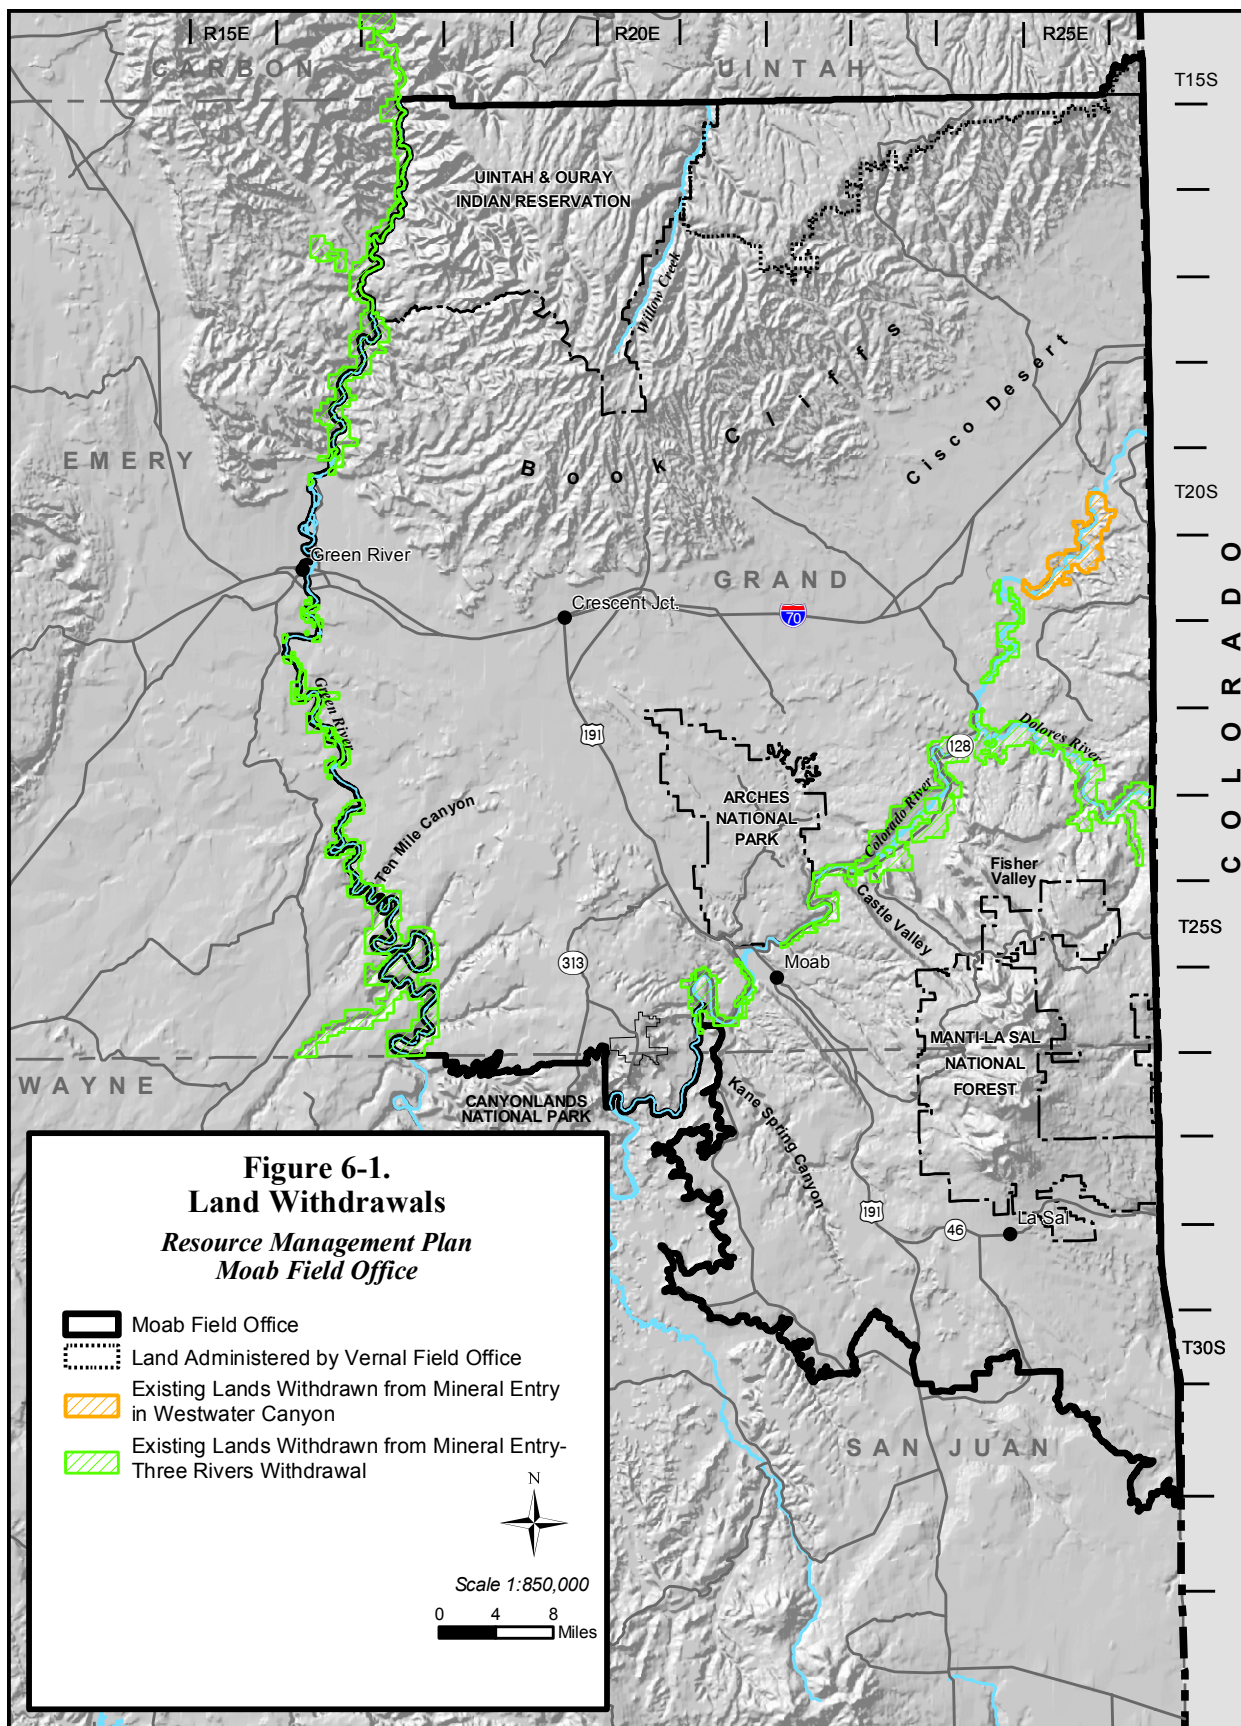 R15E
R20E
R25E
CARBON
UINTAH
T15S
UINTAH & OURAY
INDIAN RESERVATION
Willow Creek
Book Cliffs
Cisco Desert
EMERY
T20S
Green River
GRAND
Crescent Jct.
70
COLORADO
Green River
191
128
Dolores River
ARCHES
NATIONAL
PARK
Colorado River
Ten Mile Canyon
Fisher
Valley
Castle Valley
T25S
313
Moab
MANTI-LA SAL
NATIONAL
FOREST
WAYNE
CANYONLANDS
NATIONAL PARK
Kane Spring Canyon
191
46
La Sal
T30S
SAN JUAN
Figure 6-1.
Land Withdrawals
Resource Management Plan
Moab Field Office
Moab Field Office
Land Administered by Vernal Field Office
Existing Lands Withdrawn from Mineral Entry
in Westwater Canyon
Existing Lands Withdrawn from Mineral Entry-
Three Rivers Withdrawal
N
Scale 1:850,000
0 4 8
Miles